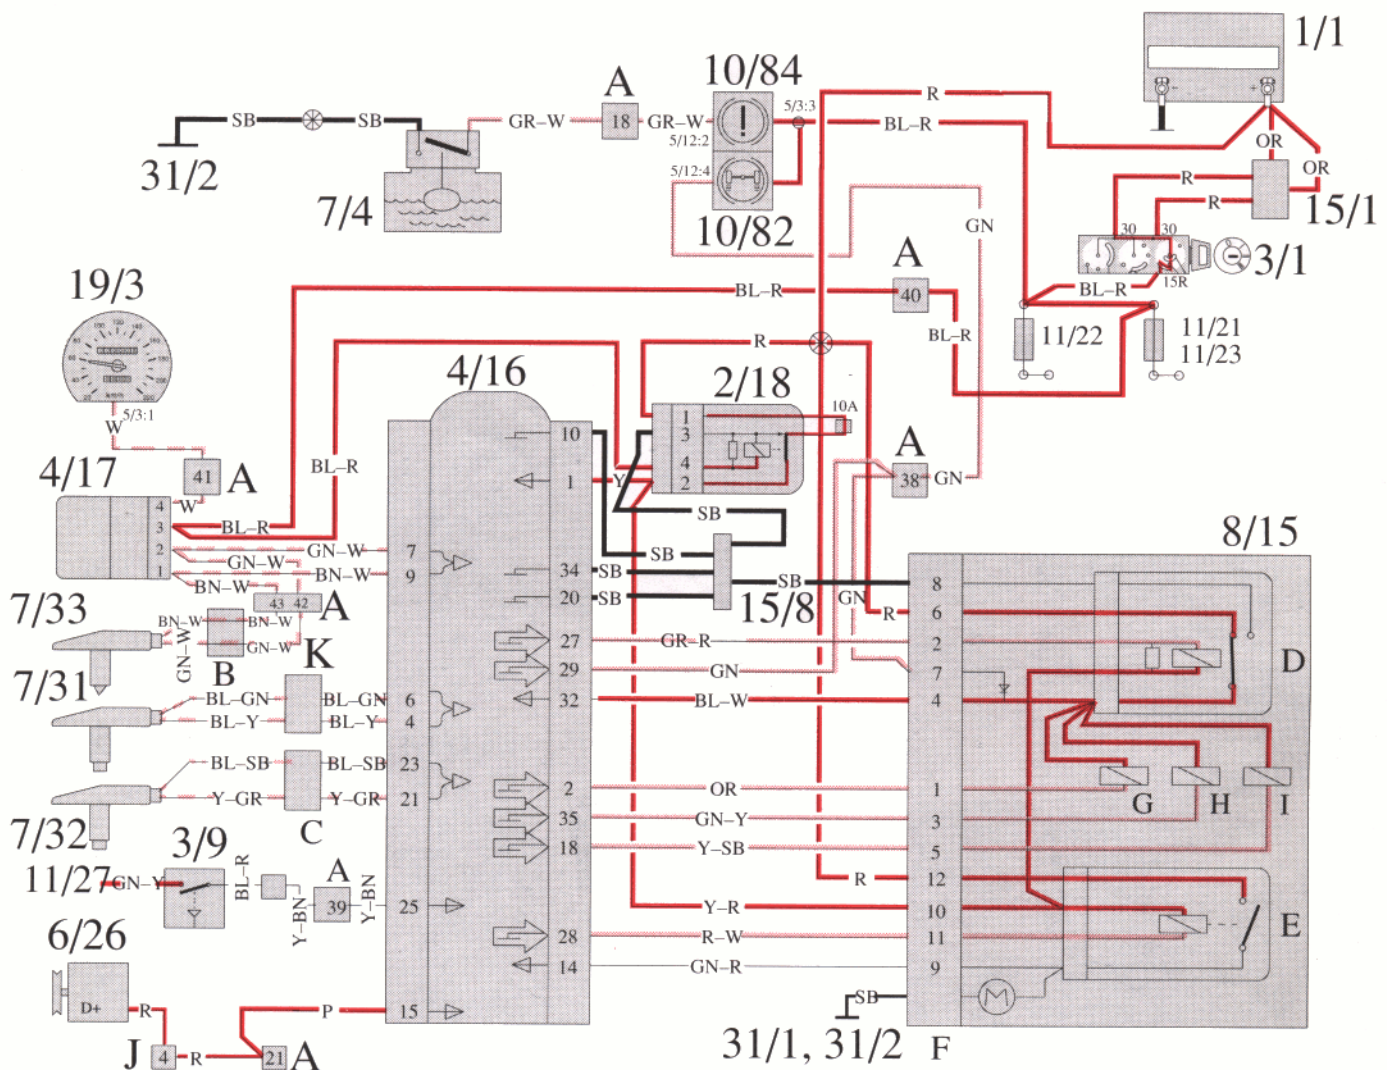 1/1
10/84
A
R
5/3:3
SB
SB
GR–W
18
GR–W
BL–R
5/12:2
OR
31/2
5/12:4
OR
7/4
R
15/1
10/82
R
GN
30
30
3/1
A
15R
19/3
BL–R
40
BL–R
BL–R
11/22
11/21
11/23
R
4/16
2/18
km/h
10A
5/3:1
W
1
10
3
A
41
A
BL–R
4
4/17
1
Y
2
38
GN
4
W
SB
3
BL–R
8/15
2
GN–W
7
SB
GN–W
34
SB
1
BN–W
9
SB
8
BN–W
20
SB
15/8
GN
7/33
43
42
A
R
6
BN–W
BN–W
27
GR–R
2
GN–W
GN–W
B
K
29
GN
7
D
7/31
BL–GN
BL–GN
6
32
BL–W
4
BL–Y
BL–Y
4
BL–SB
BL–SB
23
2
OR
1
G
H
I
Y–GR
Y–GR
21
35
GN–Y
3
7/32
C
18
Y–SB
5
3/9
11/27
GN–Y
BL–R
A
R
12
Y–BN
39
Y–BN
25
Y–R
10
E
6/26
28
R–W
11
14
GN–R
9
D+
R
P
15
SB
M
J
4
R
21
A
31/1, 31/2
F